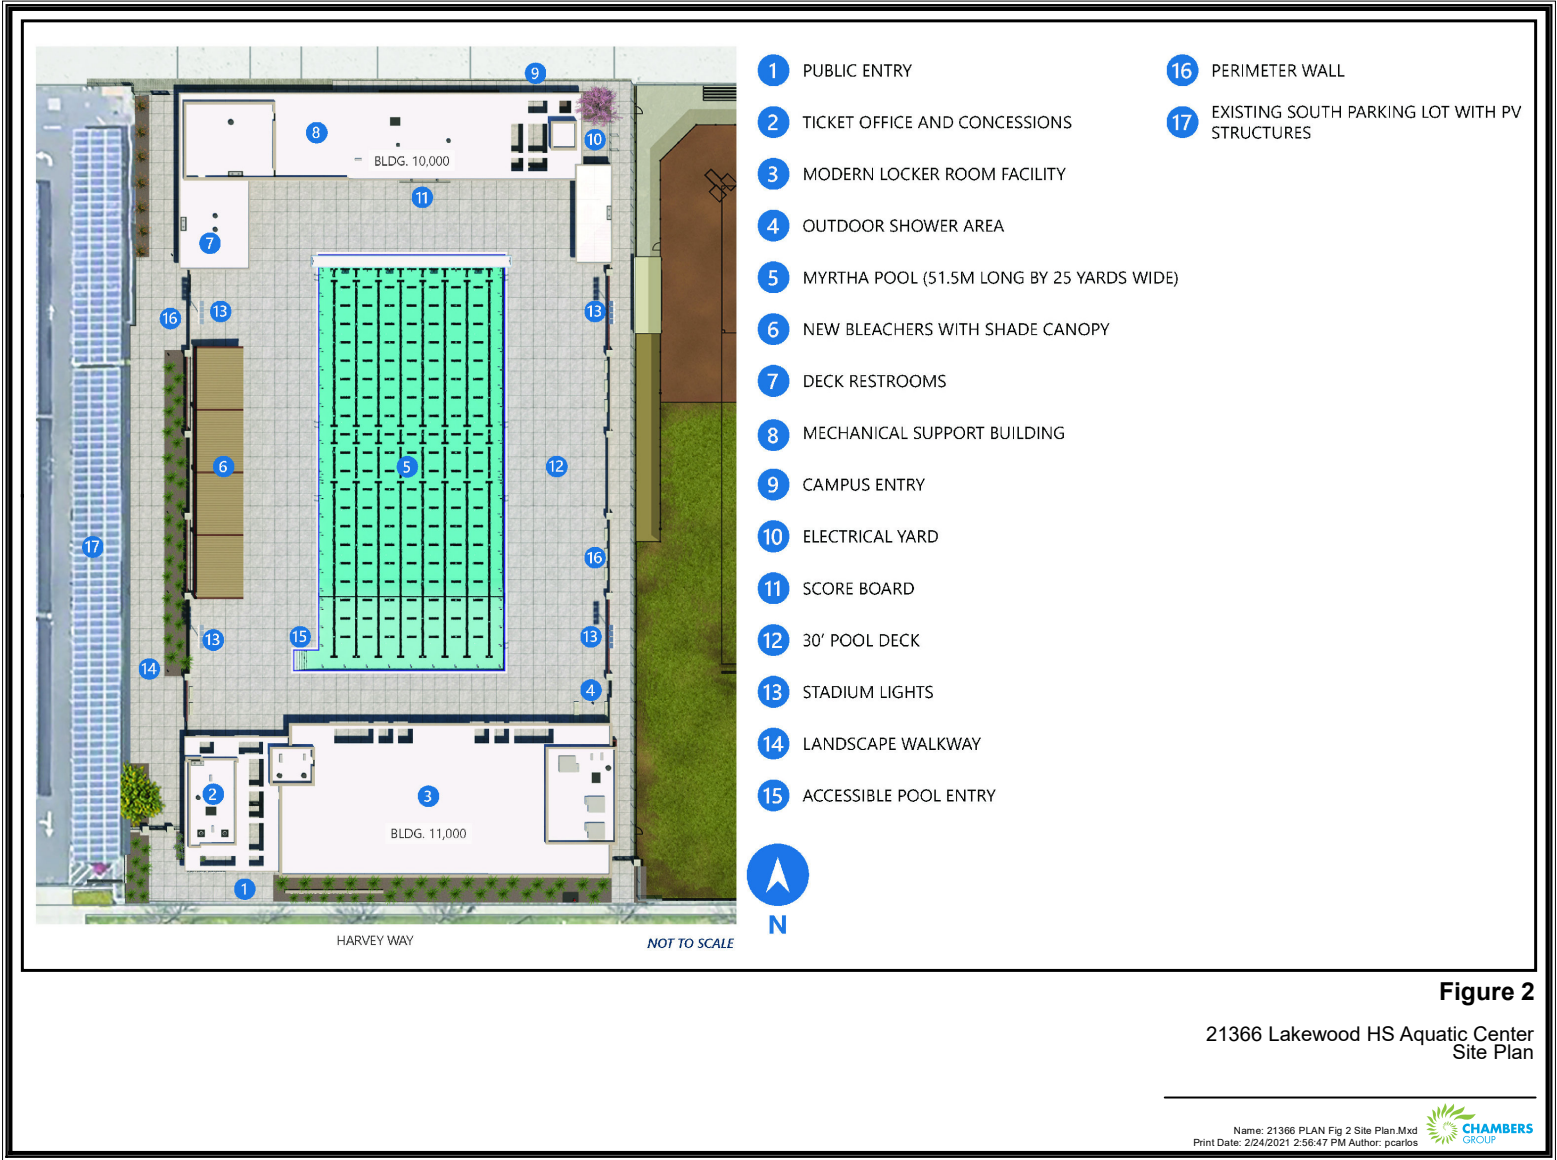 9
8
10
BLDG. 10,000
11
7
13
16
13
6
5
12
17
16
15
13
13
14
4
2
3
BLDG. 11,000
1
HARVEY WAY
NOT TO SCALE
1 PUBLIC ENTRY
2 TICKET OFFICE AND CONCESSIONS
3 MODERN LOCKER ROOM FACILITY
4 OUTDOOR SHOWER AREA
5 MYRTHA POOL (51.5M LONG BY 25 YARDS WIDE)
6 NEW BLEACHERS WITH SHADE CANOPY
7 DECK RESTROOMS
8 MECHANICAL SUPPORT BUILDING
9 CAMPUS ENTRY
10 ELECTRICAL YARD
11 SCORE BOARD
12 30' POOL DECK
13 STADIUM LIGHTS
14 LANDSCAPE WALKWAY
15 ACCESSIBLE POOL ENTRY
16 PERIMETER WALL
17 EXISTING SOUTH PARKING LOT WITH PV
STRUCTURES
N
Figure 2
21366 Lakewood HS Aquatic Center
Site Plan
Name: 21366 PLAN Fig 2 Site Plan.Mxd
Print Date: 2/24/2021 2:56:47 PM Author: pcarlos
CHAMBERS
GROUP